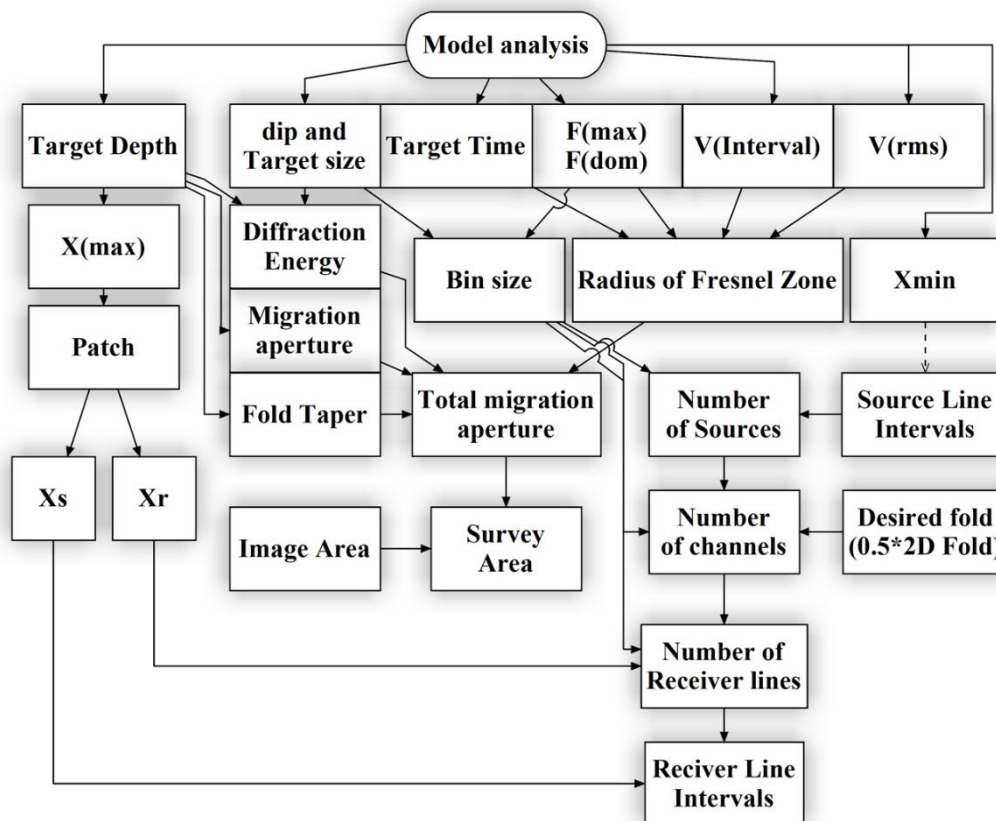 Model analysis
Target Depth
dip and
Target size
Target Time
F(max)
F(dom)
V(Interval)
V(rms)
X(max)
Diffraction
Energy
Bin size
Radius of Fresnel Zone
Xmin
Migration
aperture
Patch
Fold Taper
Total migration
aperture
Number
of Sources
Source Line
Intervals
Xs
Xr
Image Area
Survey
Area
Number
of channels
Desired fold
(0.5*2D Fold)
Number of
Receiver lines
Reciver Line
Intervals